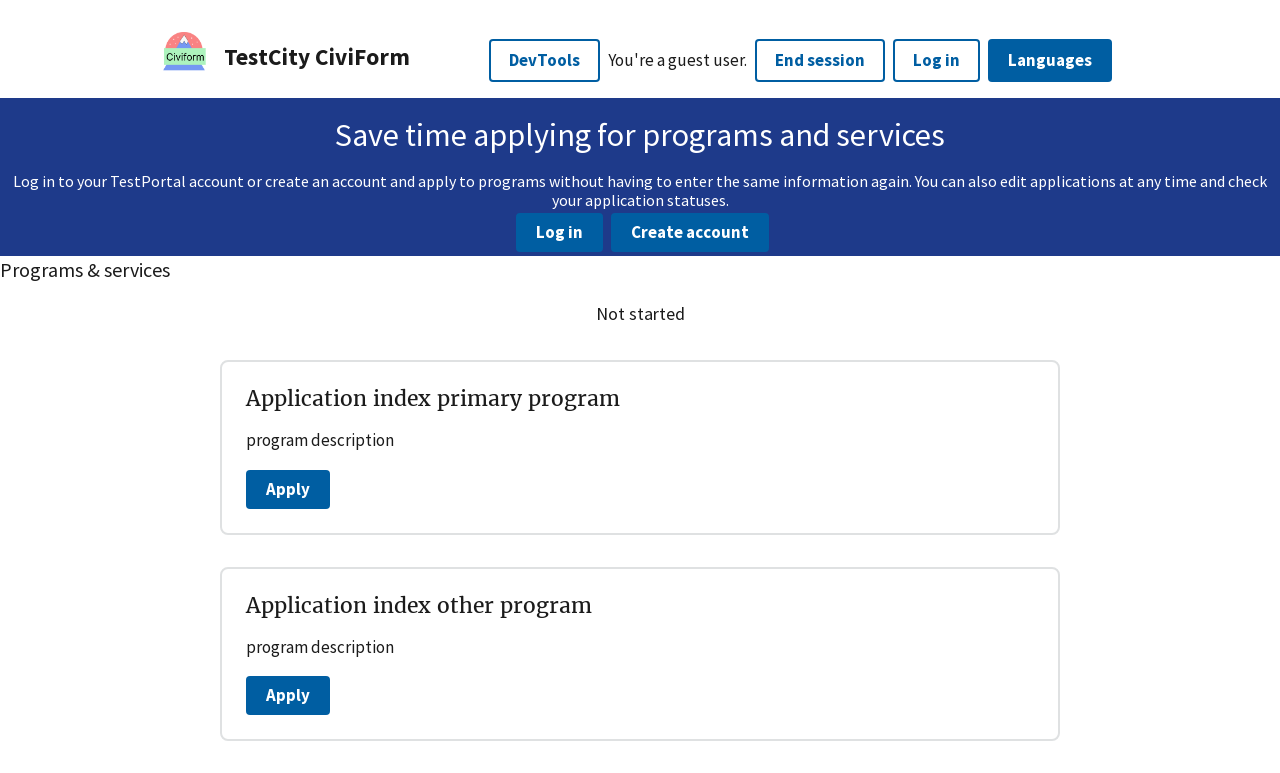 Civiform
TestCity CiviForm
DevTools
You're a guest user.
End session
Log in
Languages
Save time applying for programs and services
Log in to your TestPortal account or create an account and apply to programs without having to enter the same information again. You can also edit applications at any time and check
your application statuses.
Log in
Create account
Programs & services
Not started
Application index primary program
program description
Apply
Application index other program
program description
Apply